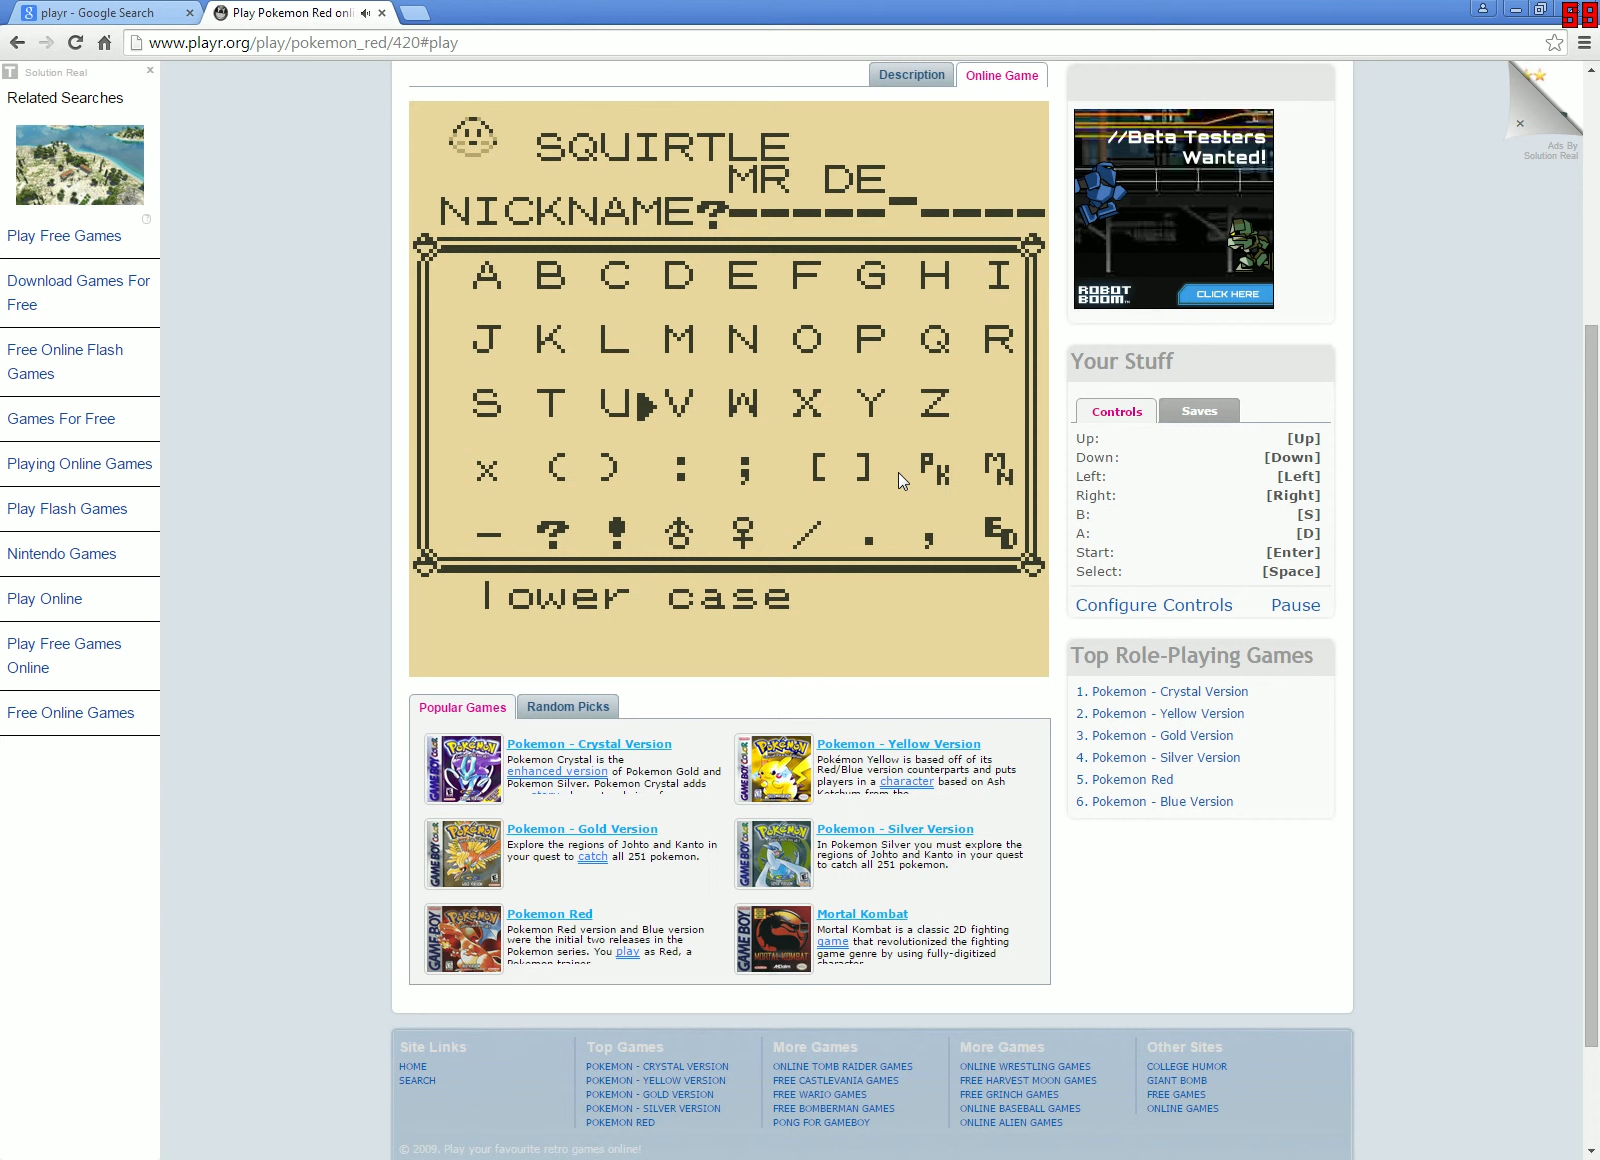 playr - Google Search
Play Pokemon Red onli
59
www.playr.org/play/pokemon_red/420#play
Solution Real
Related Searches
Play Free Games
Download Games For
Free
Free Online Flash
Games
Games For Free
Playing Online Games
Play Flash Games
Nintendo Games
Play Online
Play Free Games
Online
Free Online Games
Description
Online Game
SQUIRTLE
MR DE
NICKNAME?
A B C D E F G H I
J K L M N O P Q R
S T U V W X Y Z
x ( ) : ; [ ] PK MN
- ? ! ♂ ♀ / . , ED
lower case
Popular Games
Random Picks
Pokemon - Crystal Version
Pokemon Crystal is the
enhanced version of Pokemon Gold and
Pokemon Silver. Pokemon Crystal adds
Pokemon - Yellow Version
Pokémon Yellow is based off of its
Red/Blue version counterparts and puts
players in a character based on Ash
Ketchum from the
Pokemon - Gold Version
Explore the regions of Johto and Kanto in
your quest to catch all 251 pokemon.
Pokemon - Silver Version
In Pokemon Silver you must explore the
regions of Johto and Kanto in your quest
to catch all 251 pokemon.
Pokemon Red
Pokemon Red version and Blue version
were the initial two releases in the
Pokemon series. You play as Red, a
Pokemon trainer
Mortal Kombat
Mortal Kombat is a classic 2D fighting
game that revolutionized the fighting
game genre by using fully-digitized
character
//Beta Testers
Wanted!
ROBOT
BOOM™
CLICK HERE
Ads By
Solution Real
Your Stuff
Controls
Saves
Up: [Up]
Down: [Down]
Left: [Left]
Right: [Right]
B: [S]
A: [D]
Start: [Enter]
Select: [Space]
Configure Controls
Pause
Top Role-Playing Games
1. Pokemon - Crystal Version
2. Pokemon - Yellow Version
3. Pokemon - Gold Version
4. Pokemon - Silver Version
5. Pokemon Red
6. Pokemon - Blue Version
Site Links
HOME
SEARCH
Top Games
POKEMON - CRYSTAL VERSION
POKEMON - YELLOW VERSION
POKEMON - GOLD VERSION
POKEMON - SILVER VERSION
POKEMON RED
More Games
ONLINE TOMB RAIDER GAMES
FREE CASTLEVANIA GAMES
FREE WARIO GAMES
FREE BOMBERMAN GAMES
PONG FOR GAMEBOY
More Games
ONLINE WRESTLING GAMES
FREE HARVEST MOON GAMES
FREE GRINCH GAMES
ONLINE BASEBALL GAMES
ONLINE ALIEN GAMES
Other Sites
COLLEGE HUMOR
GIANT BOMB
FREE GAMES
ONLINE GAMES
© 2009. Play your favourite retro games online!